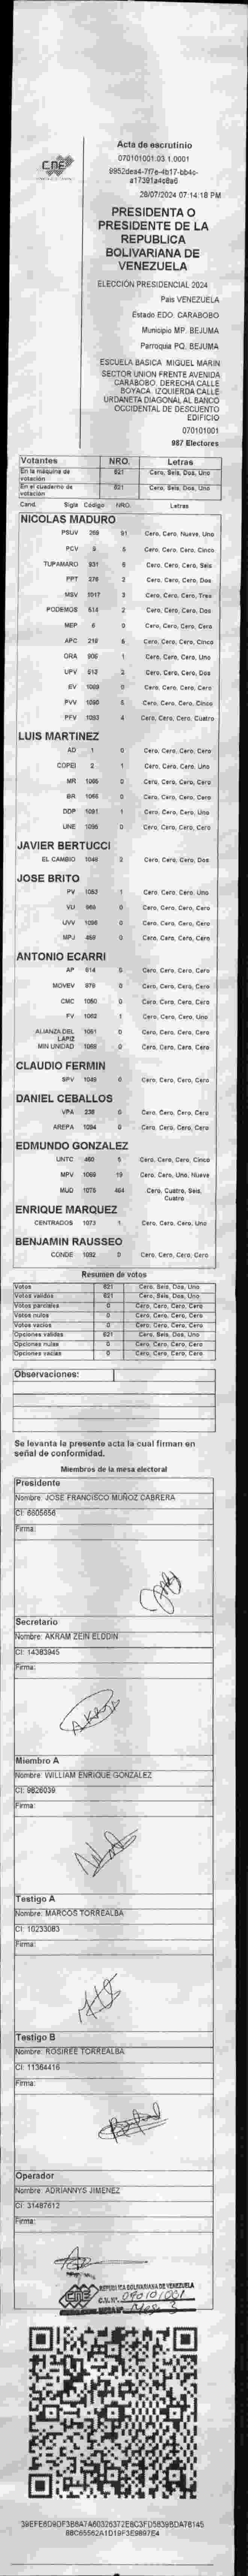 CNE
Acta de escrutinio
070101001.03.1.0001
9952dea4-7f7e-4b17-bb4c-
a17391a4c8a6
28/07/2024 07:14:18 PM
PRESIDENTA O
PRESIDENTE DE LA
REPUBLICA
BOLIVARIANA DE
VENEZUELA
ELECCIÓN PRESIDENCIAL 2024
País VENEZUELA
Estado EDO. CARABOBO
Municipio MP. BEJUMA
Parroquia PQ. BEJUMA
ESCUELA BASICA MIGUEL MARIN
SECTOR UNION FRENTE AVENIDA
CARABOBO. DERECHA CALLE
BOYACA. IZQUIERDA CALLE
URDANETA DIAGONAL AL BANCO
OCCIDENTAL DE DESCUENTO
EDIFICIO
070101001
987 Electores
Votantes NRO. Letras
En la máquina de votación 621 Cero, Seis, Dos, Uno
En el cuaderno de votación 621 Cero, Seis, Dos, Uno
Cand. Sigla Código NRO. Letras
NICOLAS MADURO
PSUV 91 Cero, Cero, Nueve, Uno
PCV 5 Cero, Cero, Cero, Cinco
TUPAMARO 931 6 Cero, Cero, Cero, Seis
PPT 276 2 Cero, Cero, Cero, Dos
MSV 1017 3 Cero, Cero, Cero, Tres
PODEMOS 514 2 Cero, Cero, Cero, Dos
MEP 6 0 Cero, Cero, Cero, Cero
APC 219 Cero, Cero, Cero, Cinco
ORA 906 1 Cero, Cero, Cero, Uno
UPV 513 2 Cero, Cero, Cero, Dos
EV 1089 0 Cero, Cero, Cero, Cero
PVV 1090 5 Cero, Cero, Cero, Cinco
PFV 1093 4 Cero, Cero, Cero, Cuatro
LUIS MARTINEZ
AD 1 0 Cero, Cero, Cero, Cero
COPEI 2 1 Cero, Cero, Cero, Uno
MR 1065 0 Cero, Cero, Cero, Cero
BR 1066 0 Cero, Cero, Cero, Cero
DDP 1091 1 Cero, Cero, Cero, Uno
UNE 1095 0 Cero, Cero, Cero, Cero
JAVIER BERTUCCI
EL CAMBIO 1048 2 Cero, Cero, Cero, Dos
JOSE BRITO
PV 1052 1 Cero, Cero, Cero, Uno
VU 0 Cero, Cero, Cero, Cero
UVV 1096 0 Cero, Cero, Cero, Cero
MPJ 459 0 Cero, Cero, Cero, Cero
ANTONIO ECARRI
AP 614 0 Cero, Cero, Cero, Cero
MOVEV 979 0 Cero, Cero, Cero, Cero
CMC 1050 0 Cero, Cero, Cero, Cero
FV 1002 1 Cero, Cero, Cero, Uno
ALIANZA DEL LAPIZ 1081 0 Cero, Cero, Cero, Cero
MIN UNIDAD 1088 0 Cero, Cero, Cero, Cero
CLAUDIO FERMIN
SPV 1049 0 Cero, Cero, Cero, Cero
DANIEL CEBALLOS
VPA 238 0 Cero, Cero, Cero, Cero
AREPA 1094 0 Cero, Cero, Cero, Cero
EDMUNDO GONZALEZ
UNTC 460 5 Cero, Cero, Cero, Cinco
MPV 1069 19 Cero, Cero, Uno, Nueve
MUD 1075 464 Cero, Cuatro, Seis, Cuatro
ENRIQUE MARQUEZ
CENTRADOS 1073 1 Cero, Cero, Cero, Uno
BENJAMIN RAUSSEO
CONDE 1092 0 Cero, Cero, Cero, Cero
Resumen de votos
Votos 621 Cero, Seis, Dos, Uno
Votos validos 621 Cero, Seis, Dos, Uno
Votos parciales 0 Cero, Cero, Cero, Cero
Votos nulos 0 Cero, Cero, Cero, Cero
Votos vacios 0 Cero, Cero, Cero, Cero
Opciones validas 621 Cero, Seis, Dos, Uno
Opciones nulas 0 Cero, Cero, Cero, Cero
Opciones vacias 0 Cero, Cero, Cero, Cero
Observaciones:
Se levanta la presente acta la cual firman en
señal de conformidad.
Miembros de la mesa electoral
Presidente
Nombre: JOSE FRANCISCO MUÑOZ CABRERA
CI: 6605656
Firma:
Secretario
Nombre: AKRAM ZEIN ELDDIN
CI: 14383945
Firma:
AKRAM
Miembro A
Nombre: WILLIAM ENRIQUE GONZALEZ
CI: 9826039
Firma:
Testigo A
Nombre: MARCOS TORREALBA
CI: 10233083
Firma:
Testigo B
Nombre: ROSIREE TORREALBA
CI: 11364416
Firma:
Operador
Nombre: ADRIANNYS JIMENEZ
CI: 31487612
Firma:
CNE
REPUBLICA BOLIVARIANA DE VENEZUELA
C.V. Nº. 070101001
MESA Nº Mesa 3
39EFE8D9DF3B8A7A60326372E8C3FD5839BDA78145
88C65562A1D19F3E9897E4